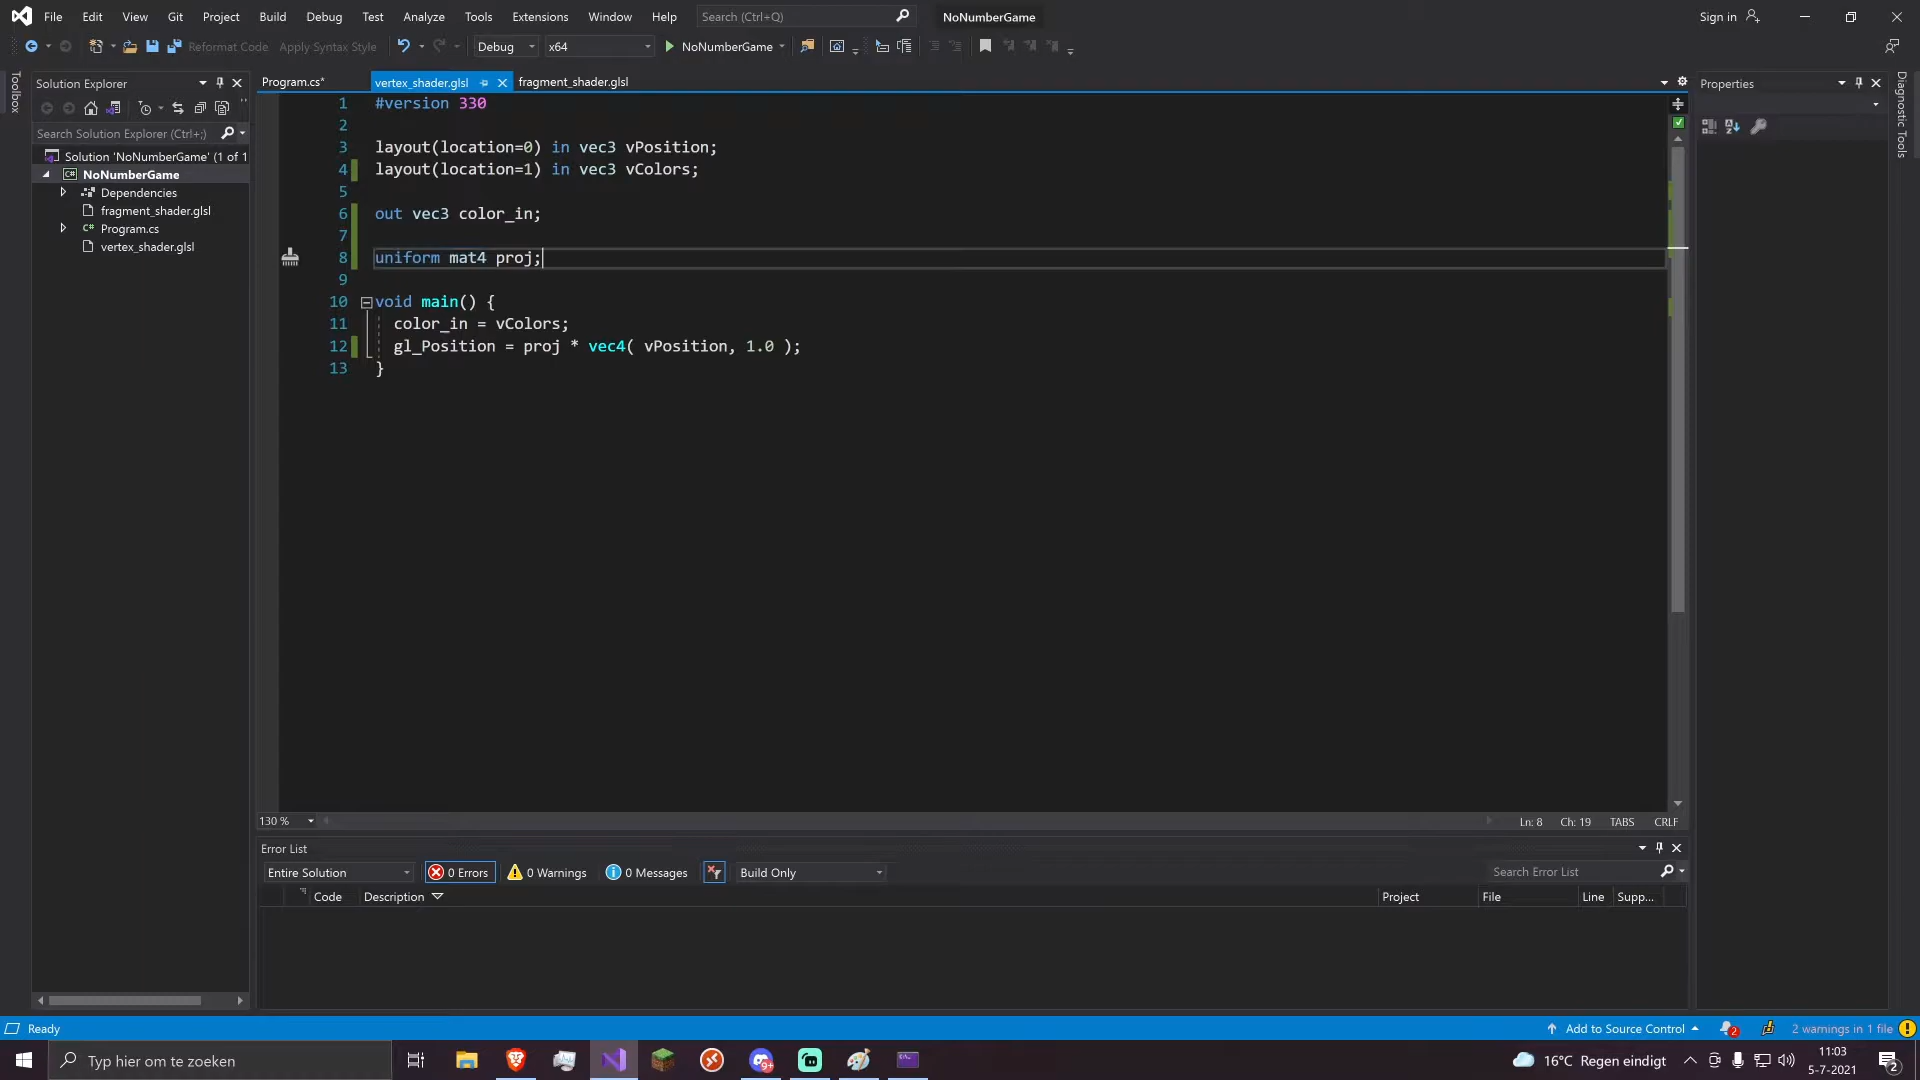 File Edit View Git Project Build Debug Test Analyze Tools Extensions Window Help Search (Ctrl+Q) NoNumberGame Sign in
Reformat Code Apply Syntax Style Debug x64 NoNumberGame
Toolbox
Solution Explorer
Search Solution Explorer (Ctrl+;)
Solution 'NoNumberGame' (1 of 1
NoNumberGame
Dependencies
fragment_shader.glsl
Program.cs
vertex_shader.glsl
Program.cs* vertex_shader.glsl fragment_shader.glsl
1 #version 330
2
3 layout(location=0) in vec3 vPosition;
4 layout(location=1) in vec3 vColors;
5
6 out vec3 color_in;
7
8 uniform mat4 proj;
9
10 void main() {
11 color_in = vColors;
12 gl_Position = proj * vec4( vPosition, 1.0 );
13 }
130 % Ln: 8 Ch: 19 TABS CRLF
Properties
Diagnostic Tools
Error List
Entire Solution 0 Errors 0 Warnings 0 Messages Build Only Search Error List
Code Description Project File Line Supp...
Ready Add to Source Control 2 2 warnings in 1 file
Typ hier om te zoeken 9+ 16°C Regen eindigt 11:03
5-7-2021 2